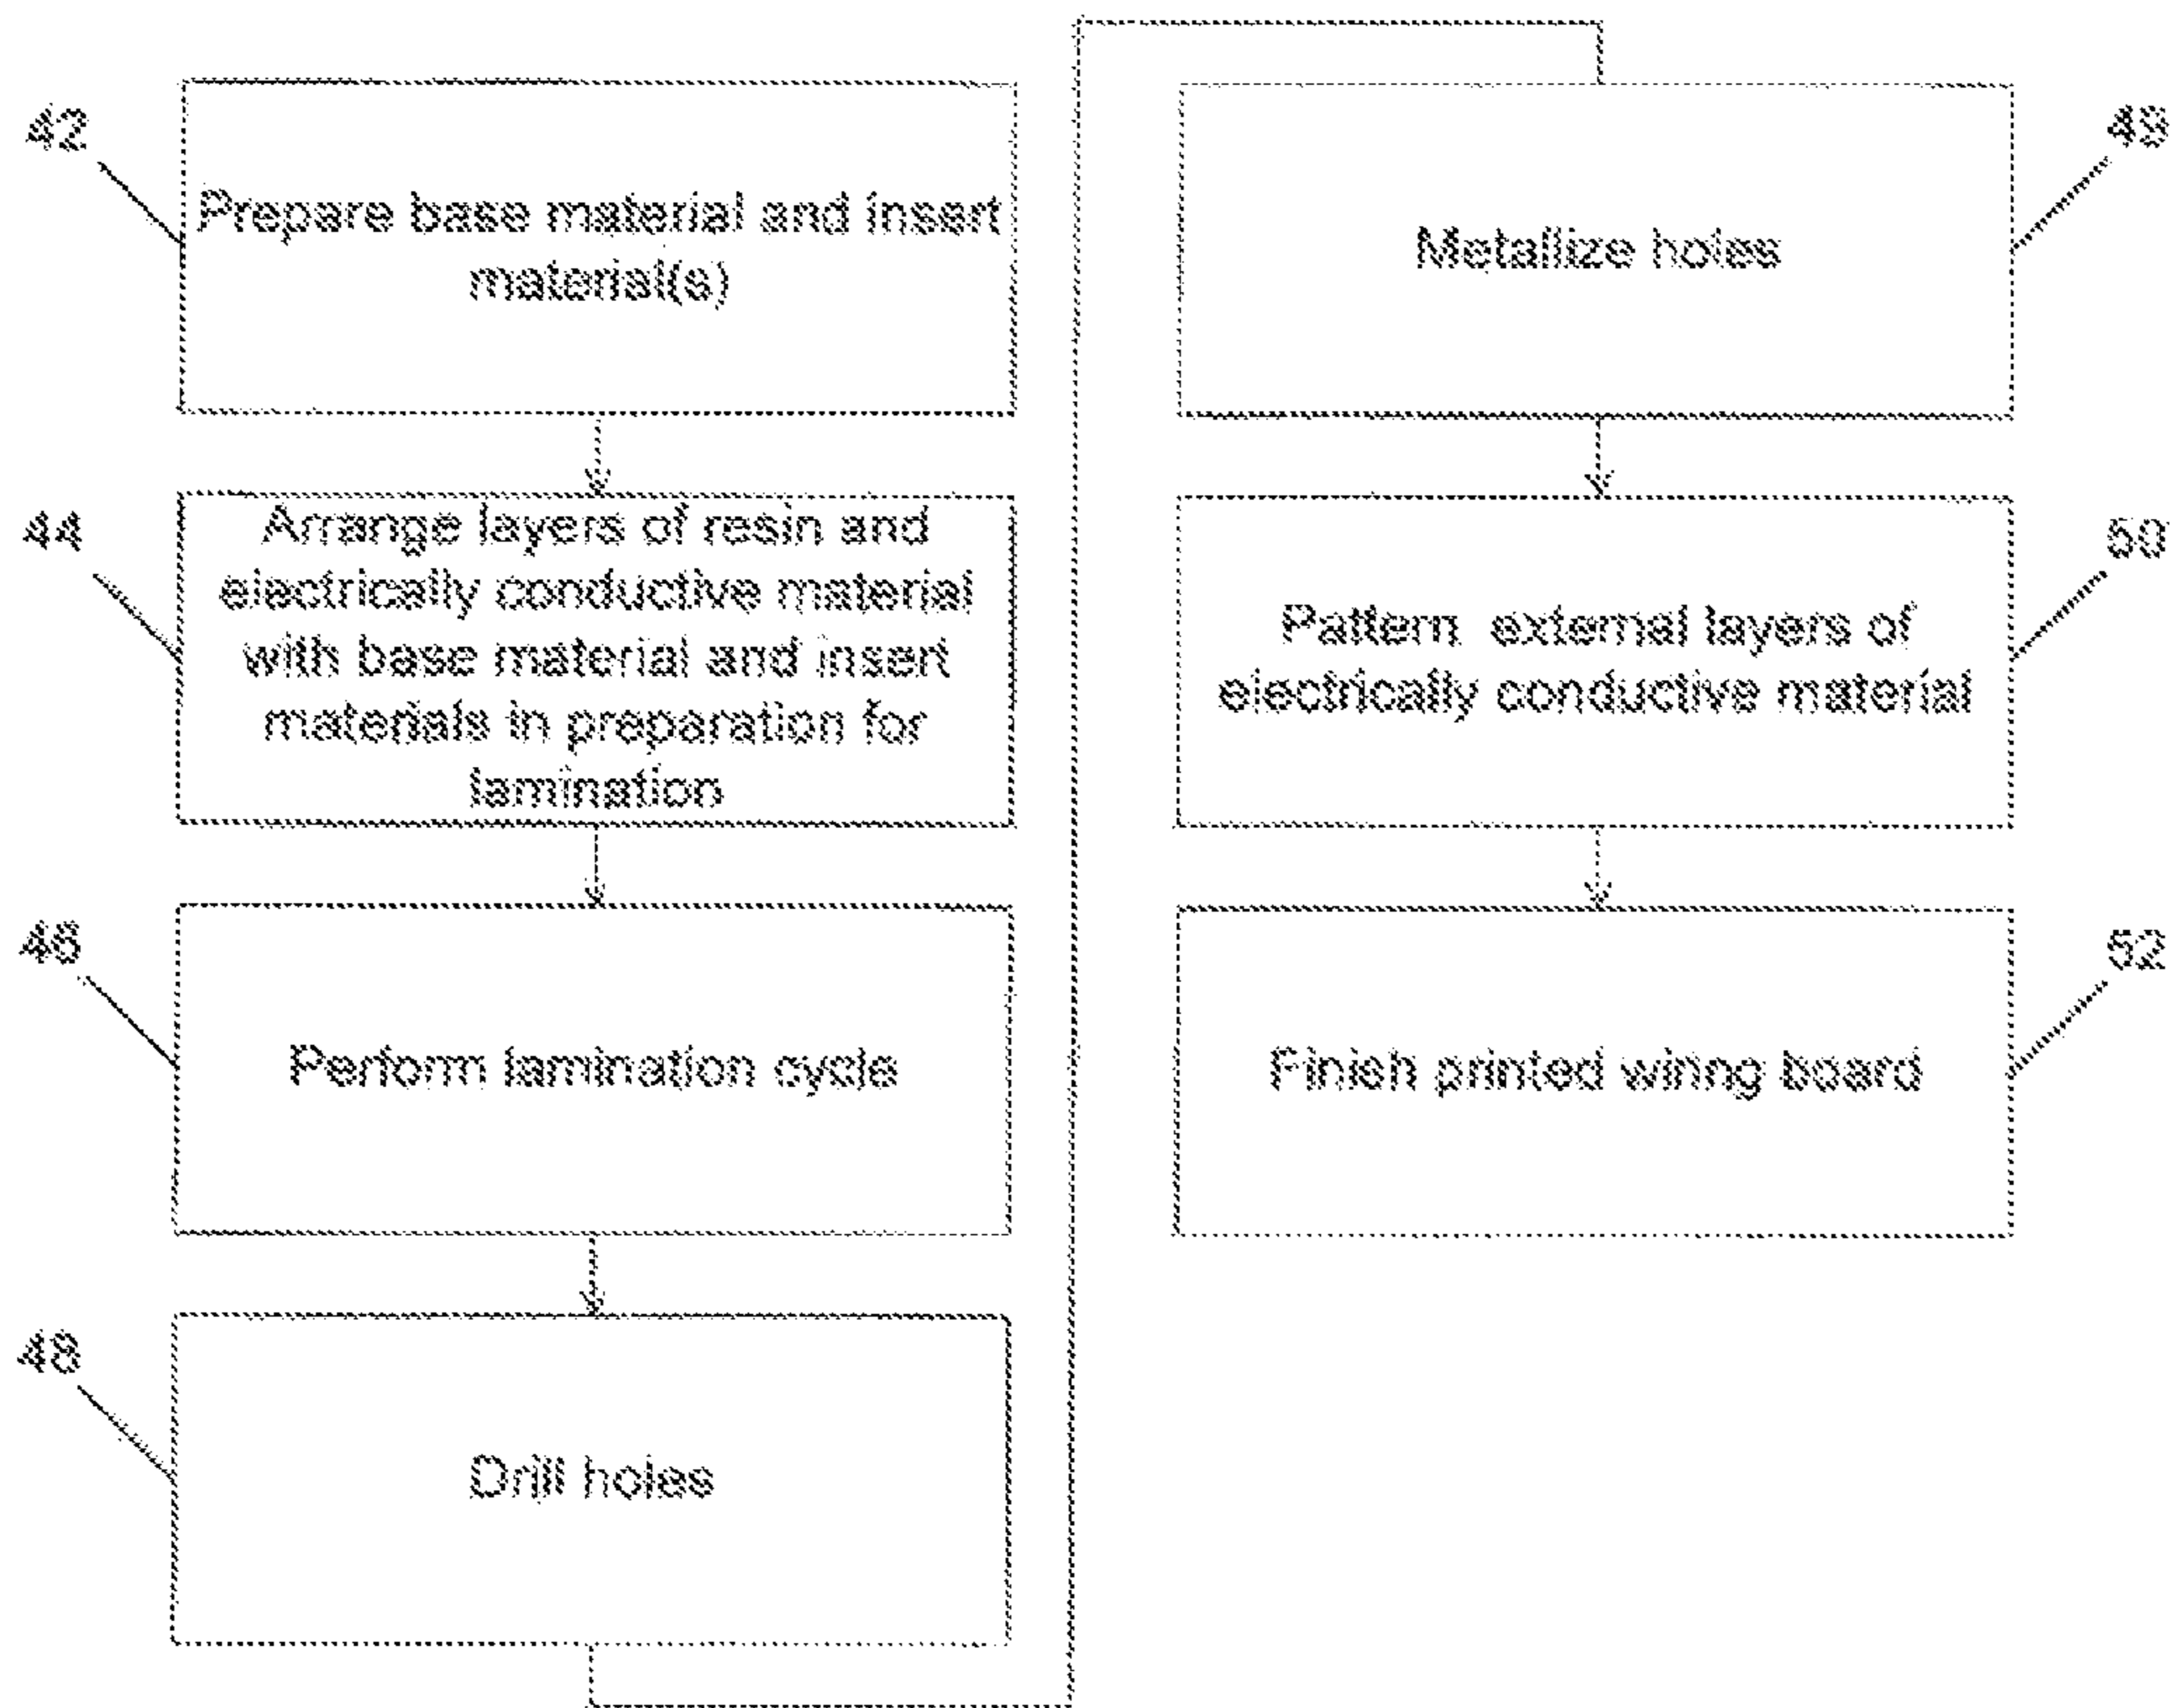 42
Prepare base material and insert
material(s)
44
Arrange layers of resin and
electrically conductive material
with base material and insert
materials in preparation for
lamination
46
Perform lamination cycle
48
Drill holes
49
Metallize holes
50
Pattern external layers of
electrically conductive material
52
Finish printed wiring board